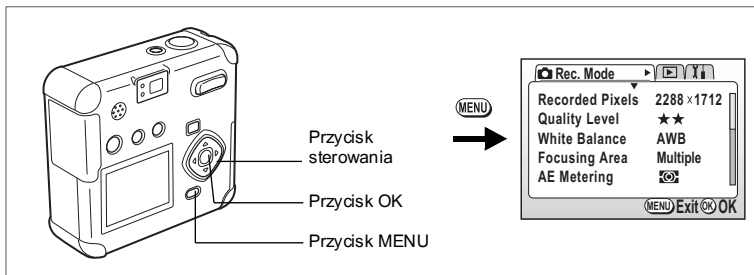 Przycisk
sterowania
Przycisk OK
Przycisk MENU
MENU
Rec. Mode
Recorded Pixels 2288 x 1712
Quality Level ★★
White Balance AWB
Focusing Area Multiple
AE Metering
MENU Exit OK OK